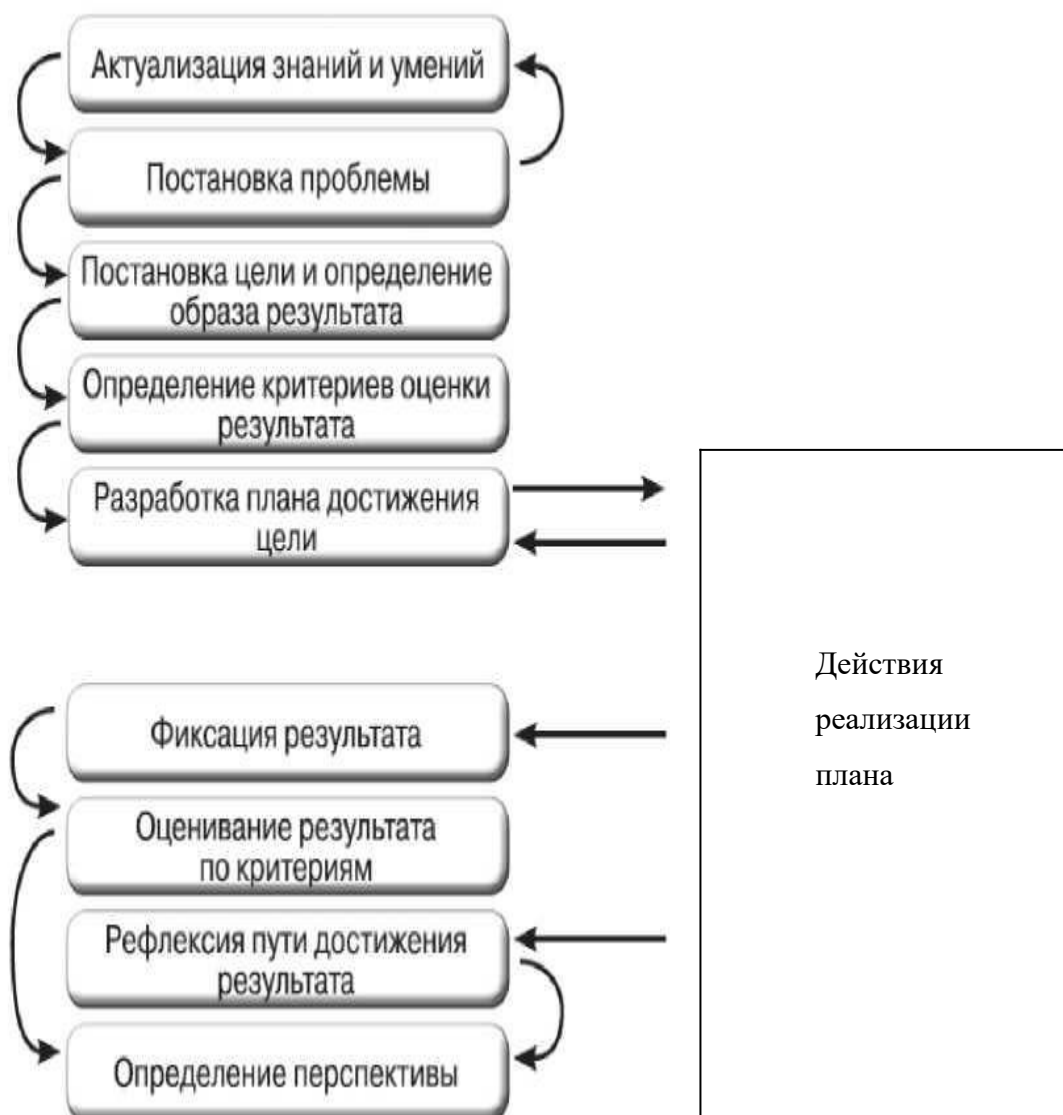 Актуализация знаний и умений
Постановка проблемы
Постановка цели и определение
образа результата
Определение критериев оценки
результата
Разработка плана достижения
цели
Действия
реализации
плана
Фиксация результата
Оценивание результата
по критериям
Рефлексия пути достижения
результата
Определение перспективы